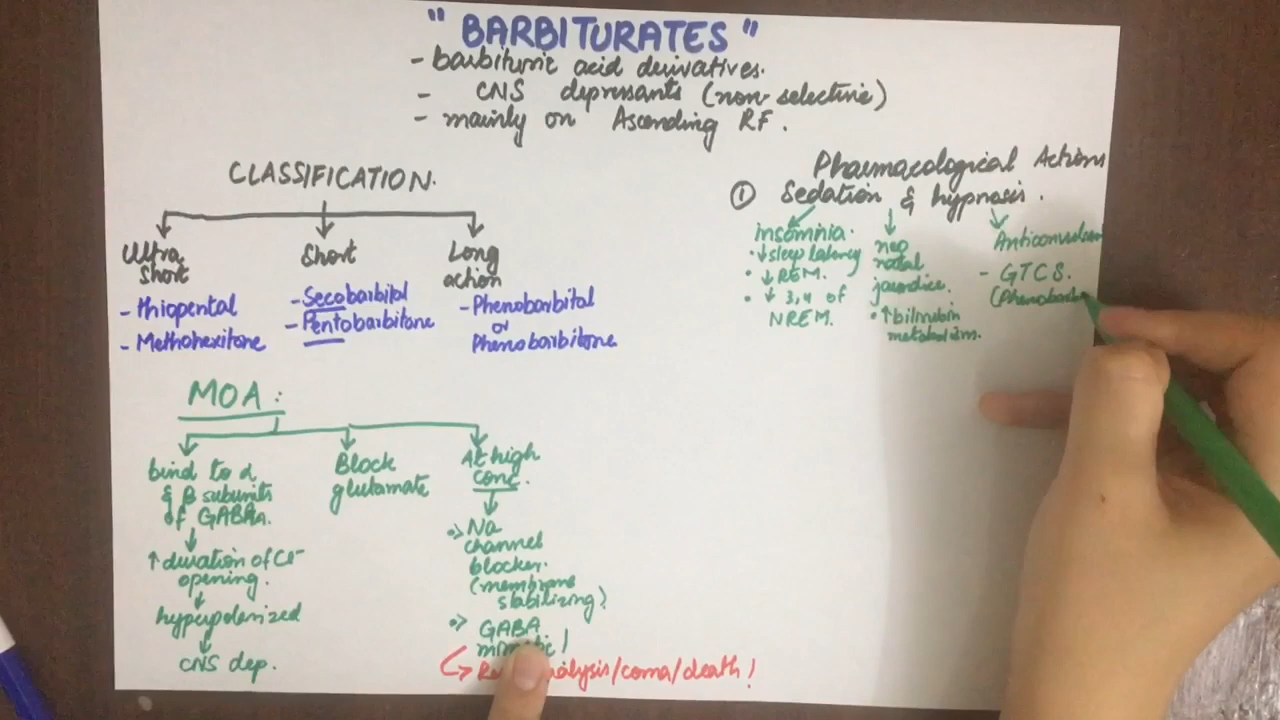 " BARBITURATES "
- barbituric acid derivatives.
- CNS depressants (non-selective)
- mainly on Ascending RF.
CLASSIFICATION.
Ultra
Short
- thiopental
- Methohexitone
Short
- Secobarbital
- Pentobarbitone
Long
action
- Phenobarbital
or
Phenobarbitone
MOA :
bind to α
& β subunits
of GABAA.
↑ duration of Cl-
opening.
hyperpolarized
CNS dep.
Block
glutamate
At high
conc.
Na
channel
blocker.
(membrane
stabilizing)
GABA
/coma/death!
Pharmacological Actions
① Sedation & hypnosis.
insomnia.
• ↓ sleep latency
• ↓ REM.
• ↓ 3,4 of
NREM.
neo
natal
jaundice.
• ↑ bilirubin
metabolism.
- GTCS.